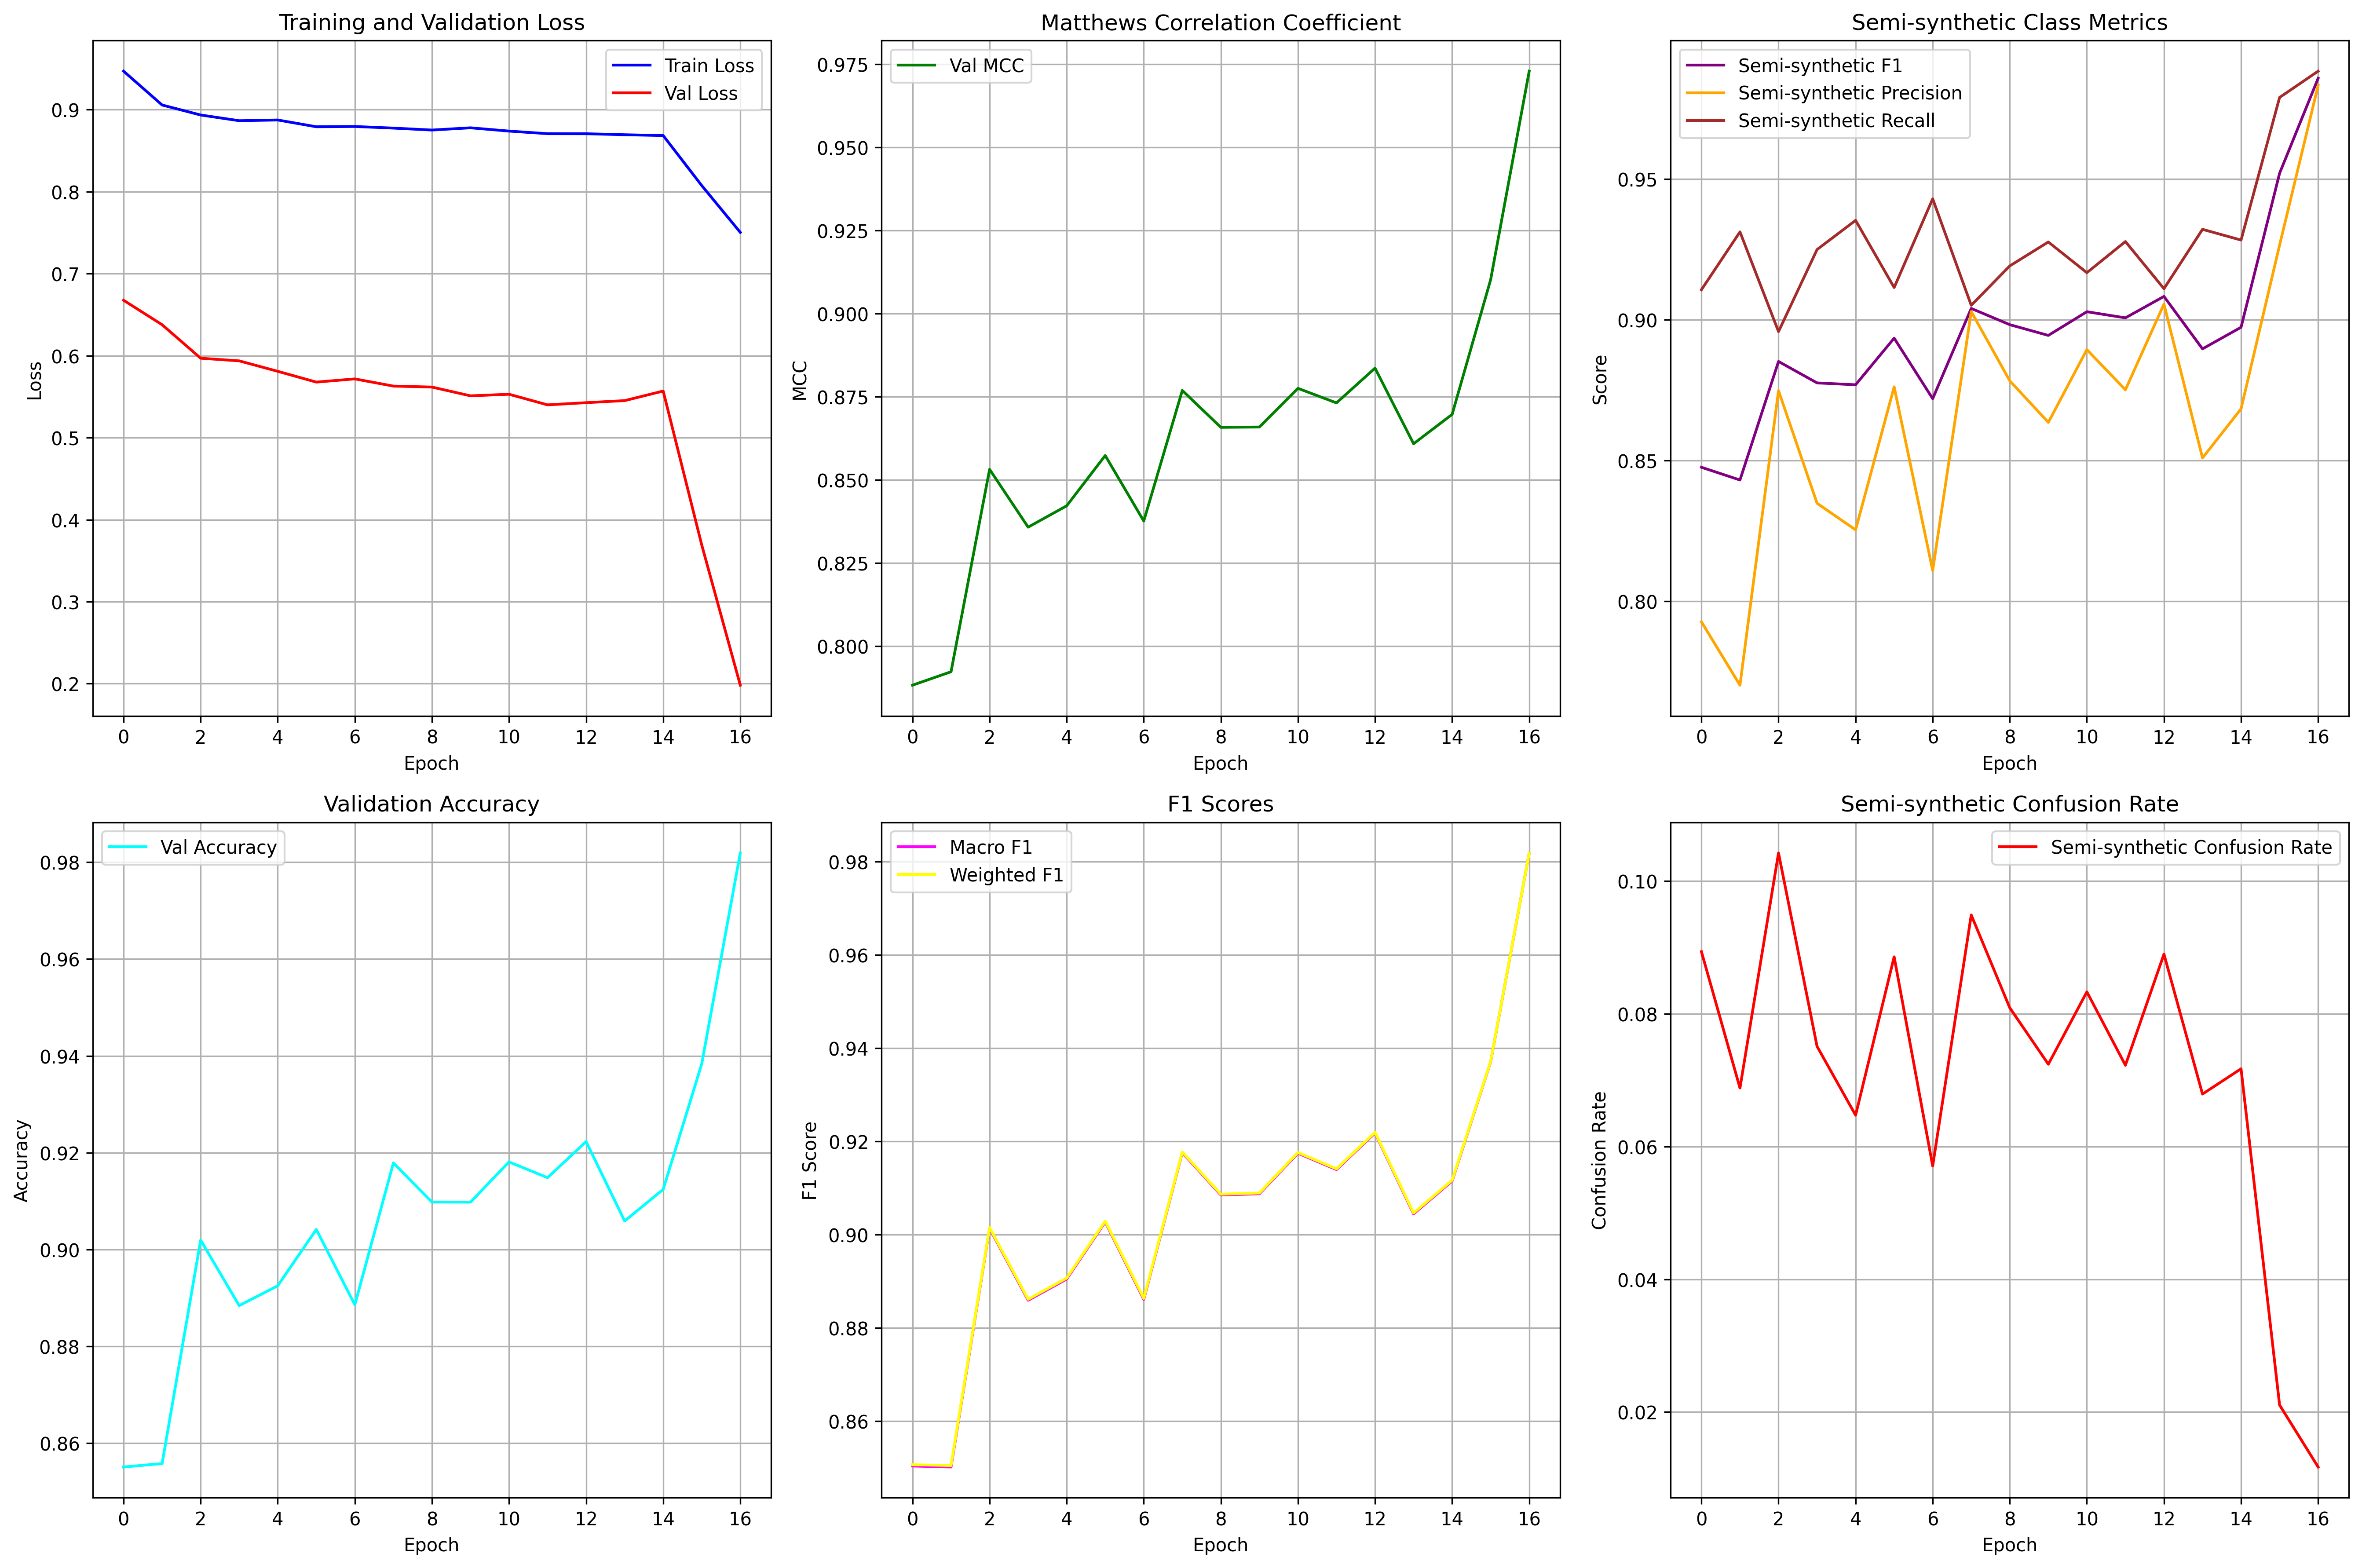 Training and Validation Loss
Train Loss
Val Loss
0.9
0.8
0.7
0.6
0.5
0.4
0.3
0.2
Loss
0 2 4 6 8 10 12 14 16
Epoch
Matthews Correlation Coefficient
Val MCC
0.975
0.950
0.925
0.900
0.875
0.850
0.825
0.800
MCC
0 2 4 6 8 10 12 14 16
Epoch
Semi-synthetic Class Metrics
Semi-synthetic F1
Semi-synthetic Precision
Semi-synthetic Recall
0.95
0.90
0.85
0.80
Score
0 2 4 6 8 10 12 14 16
Epoch
Validation Accuracy
Val Accuracy
0.98
0.96
0.94
0.92
0.90
0.88
0.86
Accuracy
0 2 4 6 8 10 12 14 16
Epoch
F1 Scores
Macro F1
Weighted F1
0.98
0.96
0.94
0.92
0.90
0.88
0.86
F1 Score
0 2 4 6 8 10 12 14 16
Epoch
Semi-synthetic Confusion Rate
Semi-synthetic Confusion Rate
0.10
0.08
0.06
0.04
0.02
Confusion Rate
0 2 4 6 8 10 12 14 16
Epoch